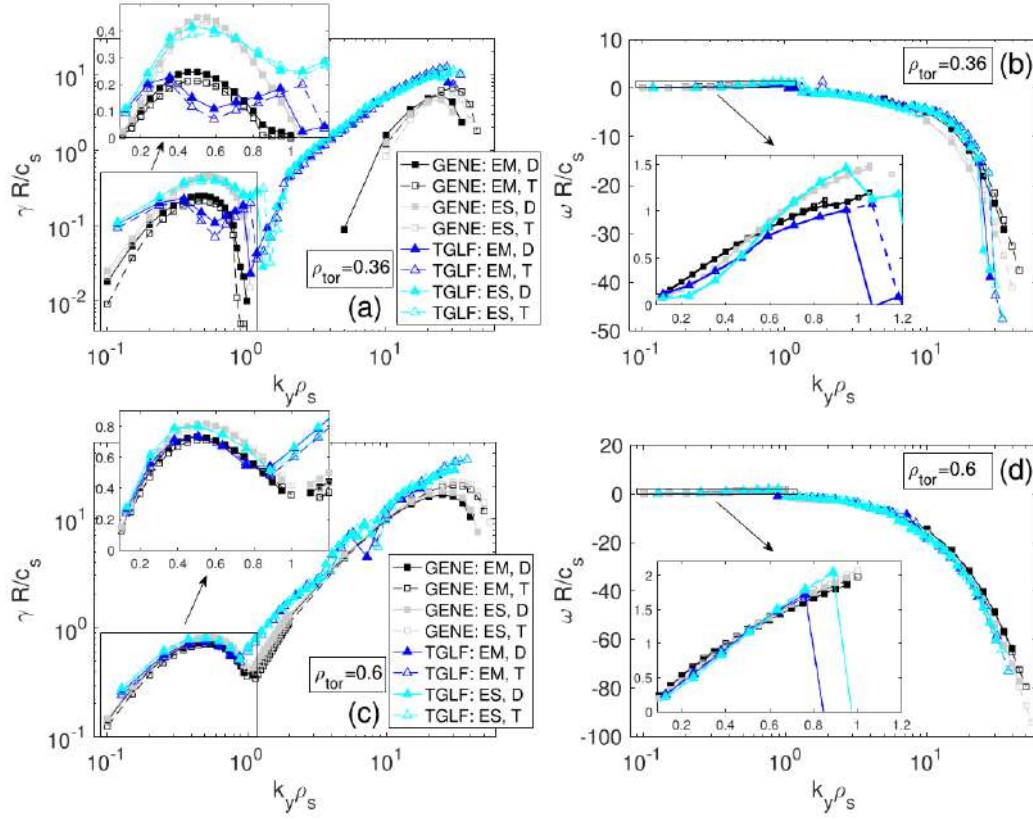 (a)
γ R/c_s
10^1
10^0
10^-1
10^-2
0.4
0.3
0.2
0.1
0
0.2 0.4 0.6 0.8 1
ρ_tor=0.36
GENE: EM, D
GENE: EM, T
GENE: ES, D
GENE: ES, T
TGLF: EM, D
TGLF: EM, T
TGLF: ES, D
TGLF: ES, T
10^-1 10^0 10^1
k_yρ_s
(b)
ρ_tor=0.36
ω R/c_s
10
0
-10
-20
-30
-40
-50
1.5
1
0.5
0
0.2 0.4 0.6 0.8 1 1.2
10^-1 10^0 10^1
k_yρ_s
(c)
γ R/c_s
10^1
10^0
10^-1
0.8
0.6
0.4
0.2
0
0.2 0.4 0.6 0.8 1
ρ_tor=0.6
GENE: EM, D
GENE: EM, T
GENE: ES, D
GENE: ES, T
TGLF: EM, D
TGLF: EM, T
TGLF: ES, D
TGLF: ES, T
10^-1 10^0 10^1
k_yρ_s
(d)
ρ_tor=0.6
ω R/c_s
20
0
-20
-40
-60
-80
-100
2
1.5
1
0.5
0
0.2 0.4 0.6 0.8 1 1.2
10^-1 10^0 10^1
k_yρ_s